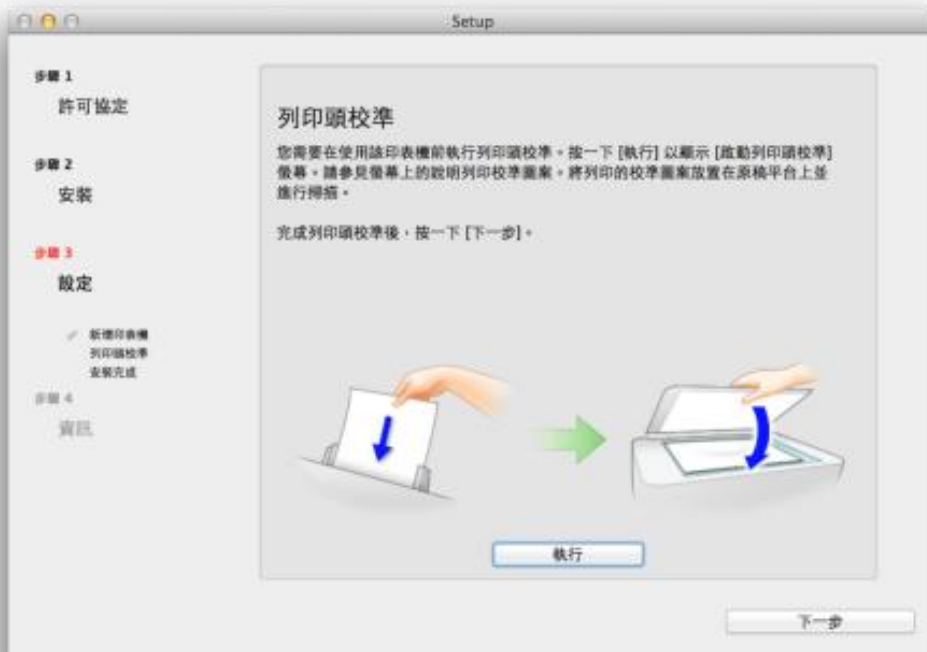 Setup
步驟 1
許可協定
步驟 2
安裝
步驟 3
設定
新增印表機
列印頭校準
安裝完成
步驟 4
資訊
列印頭校準
您需要在使用該印表機前執行列印頭校準。按一下 [執行] 以顯示 [啟動列印頭校準]
螢幕。請參見螢幕上的說明列印校準圖案。將列印的校準圖案放置在原稿平台上並
進行掃描。
完成列印頭校準後，按一下 [下一步]。
執行
下一步